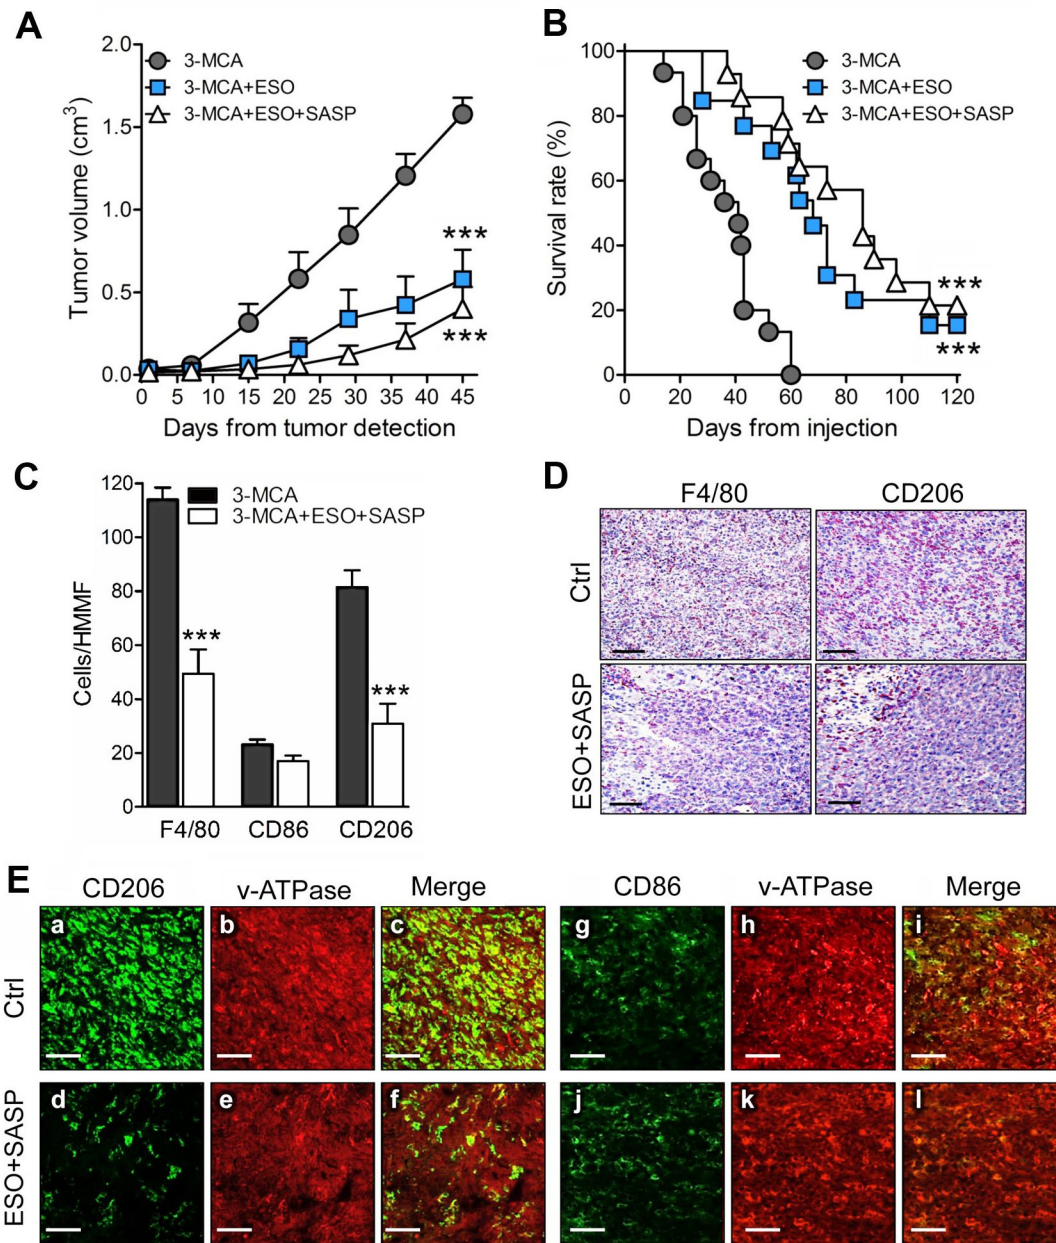 A
2.0
1.5
1.0
0.5
0.0
Tumor volume (cm3)
3-MCA
3-MCA+ESO
3-MCA+ESO+SASP
***
***
0 5 10 15 20 25 30 35 40 45
Days from tumor detection
B
100
80
60
40
20
0
Survival rate (%)
3-MCA
3-MCA+ESO
3-MCA+ESO+SASP
***
***
0 20 40 60 80 100 120
Days from injection
C
120
100
80
60
40
20
0
Cells/HMMF
3-MCA
3-MCA+ESO+SASP
***
***
F4/80 CD86 CD206
D
F4/80 CD206
Ctrl
ESO+SASP
E
CD206 v-ATPase Merge CD86 v-ATPase Merge
Ctrl
a b c g h i
ESO+SASP
d e f j k l